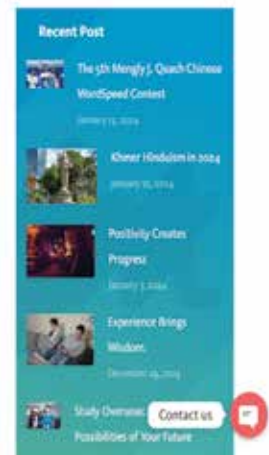 Recent Post
The 5th Mengly J. Quach Chinese
WordSpeed Contest
January 13, 2024
Khmer Hinduism in 2024
January 10, 2024
Positivity Creates
Progress
January 3, 2024
Experience Brings
Wisdom.
December 29,
Study Overseas:
Contact us
Possibilities of Your Future